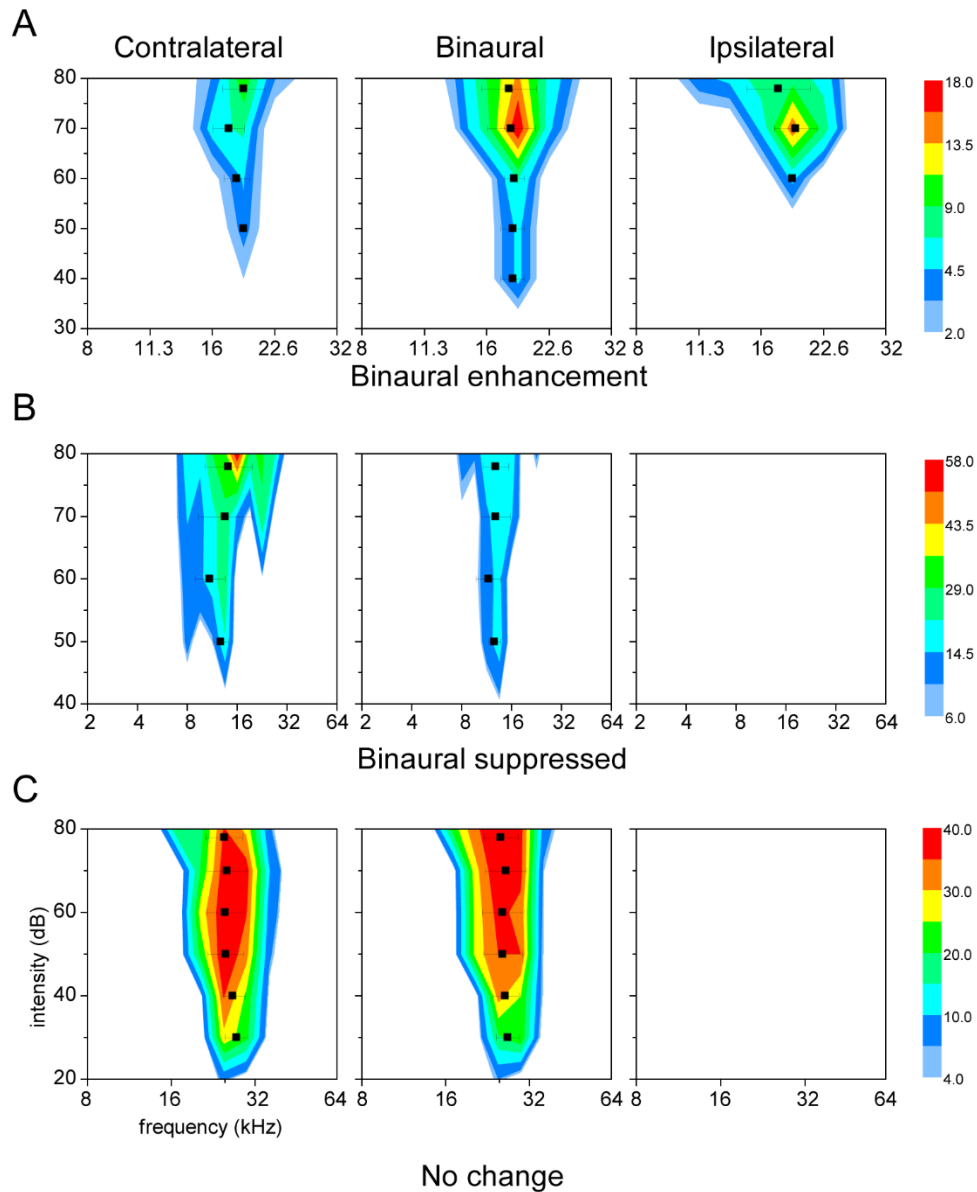 A
Contralateral Binaural Ipsilateral
80 18.0
70
60 13.5
50 9.0
40 4.5
30 2.0
8 11.3 16 22.6 32 8 11.3 16 22.6 32 8 11.3 16 22.6 32
Binaural enhancement
B
80 58.0
70 43.5
60 29.0
50 14.5
40 6.0
2 4 8 16 32 64 2 4 8 16 32 64 2 4 8 16 32 64
Binaural suppressed
C
80 40.0
30.0
60
20.0
intensity (dB)
40 10.0
20 4.0
8 16 32 64 8 16 32 64 8 16 32 64
frequency (kHz)
No change